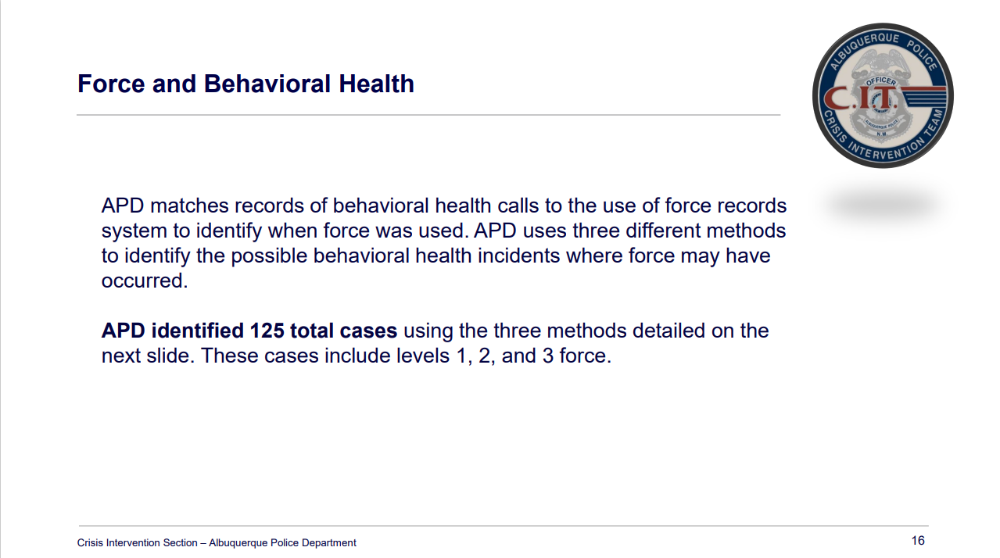 Force and Behavioral Health
ALBUQUERQUE POLICE
OFFICER
C.I.T.
ALBUQUERQUE POLICE
N.M.
CRISIS INTERVENTION TEAM
APD matches records of behavioral health calls to the use of force records
system to identify when force was used. APD uses three different methods
to identify the possible behavioral health incidents where force may have
occurred.
APD identified 125 total cases using the three methods detailed on the
next slide. These cases include levels 1, 2, and 3 force.
Crisis Intervention Section – Albuquerque Police Department
16